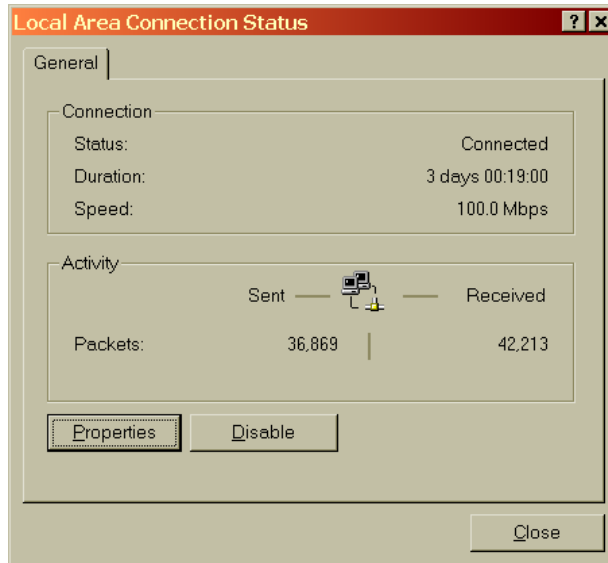 Local Area Connection Status
General
Connection
Status: Connected
Duration: 3 days 00:19:00
Speed: 100.0 Mbps
Activity
Sent Received
Packets: 36,869 42,213
Properties Disable
Close